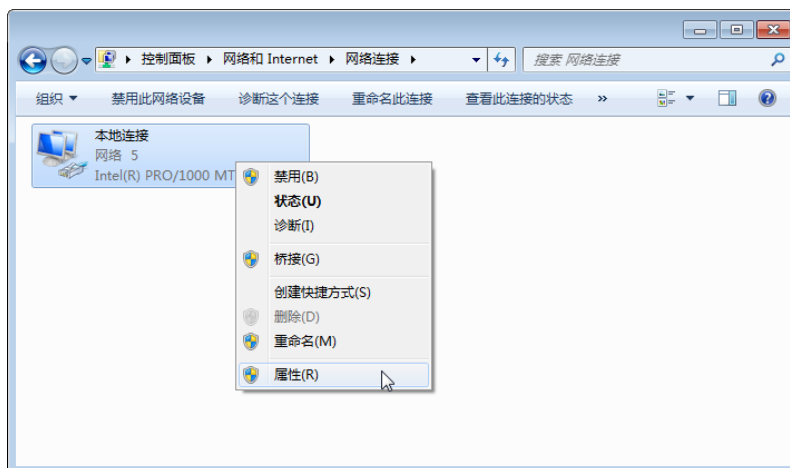 控制面板 ▸ 网络和 Internet ▸ 网络连接 ▸
搜索 网络连接
组织 禁用此网络设备 诊断这个连接 重命名此连接 查看此连接的状态 »
本地连接
网络 5
Intel(R) PRO/1000 MT
禁用(B)
状态(U)
诊断(I)
桥接(G)
创建快捷方式(S)
删除(D)
重命名(M)
属性(R)